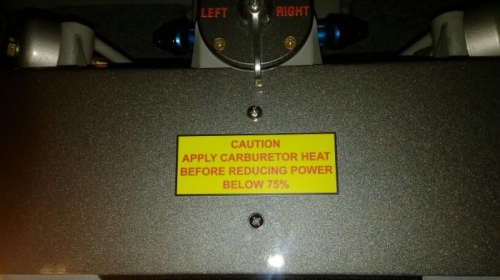 LEFT RIGHT
CAUTION
APPLY CARBURETOR HEAT
BEFORE REDUCING POWER
BELOW 75%